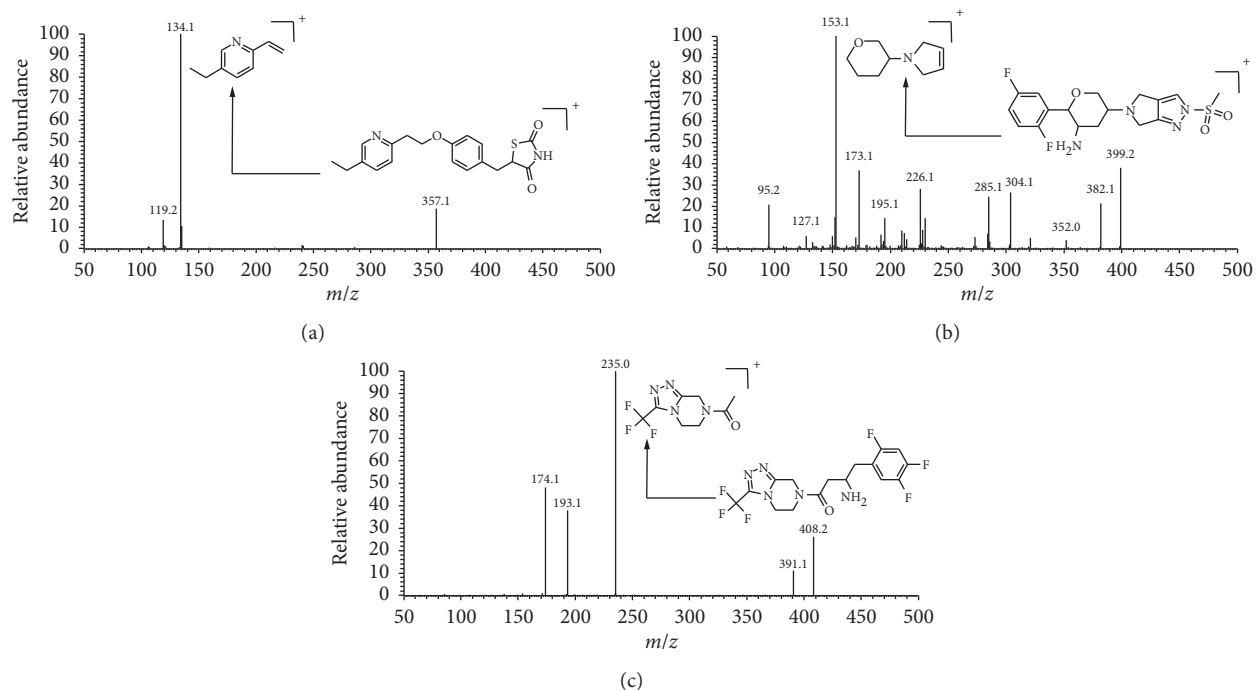 134.1
119.2
357.1
N
+
N
O
S
O
NH
O
+
100
90
80
70
60
50
40
30
20
10
0
Relative abundance
50 100 150 200 250 300 350 400 450 500
m/z
(a)
153.1
95.2
127.1
173.1
195.1
226.1
285.1
304.1
352.0
382.1
399.2
O
N
+
F
F
O
H2N
N
N
N
S
O
O
+
100
90
80
70
60
50
40
30
20
10
0
Relative abundance
50 100 150 200 250 300 350 400 450 500
m/z
(b)
235.0
174.1
193.1
391.1
408.2
N
N
N
N
O
F
F
F
+
N
N
N
N
O
NH2
F
F
F
F
F
F
100
90
80
70
60
50
40
30
20
10
0
Relative abundance
50 100 150 200 250 300 350 400 450 500
m/z
(c)